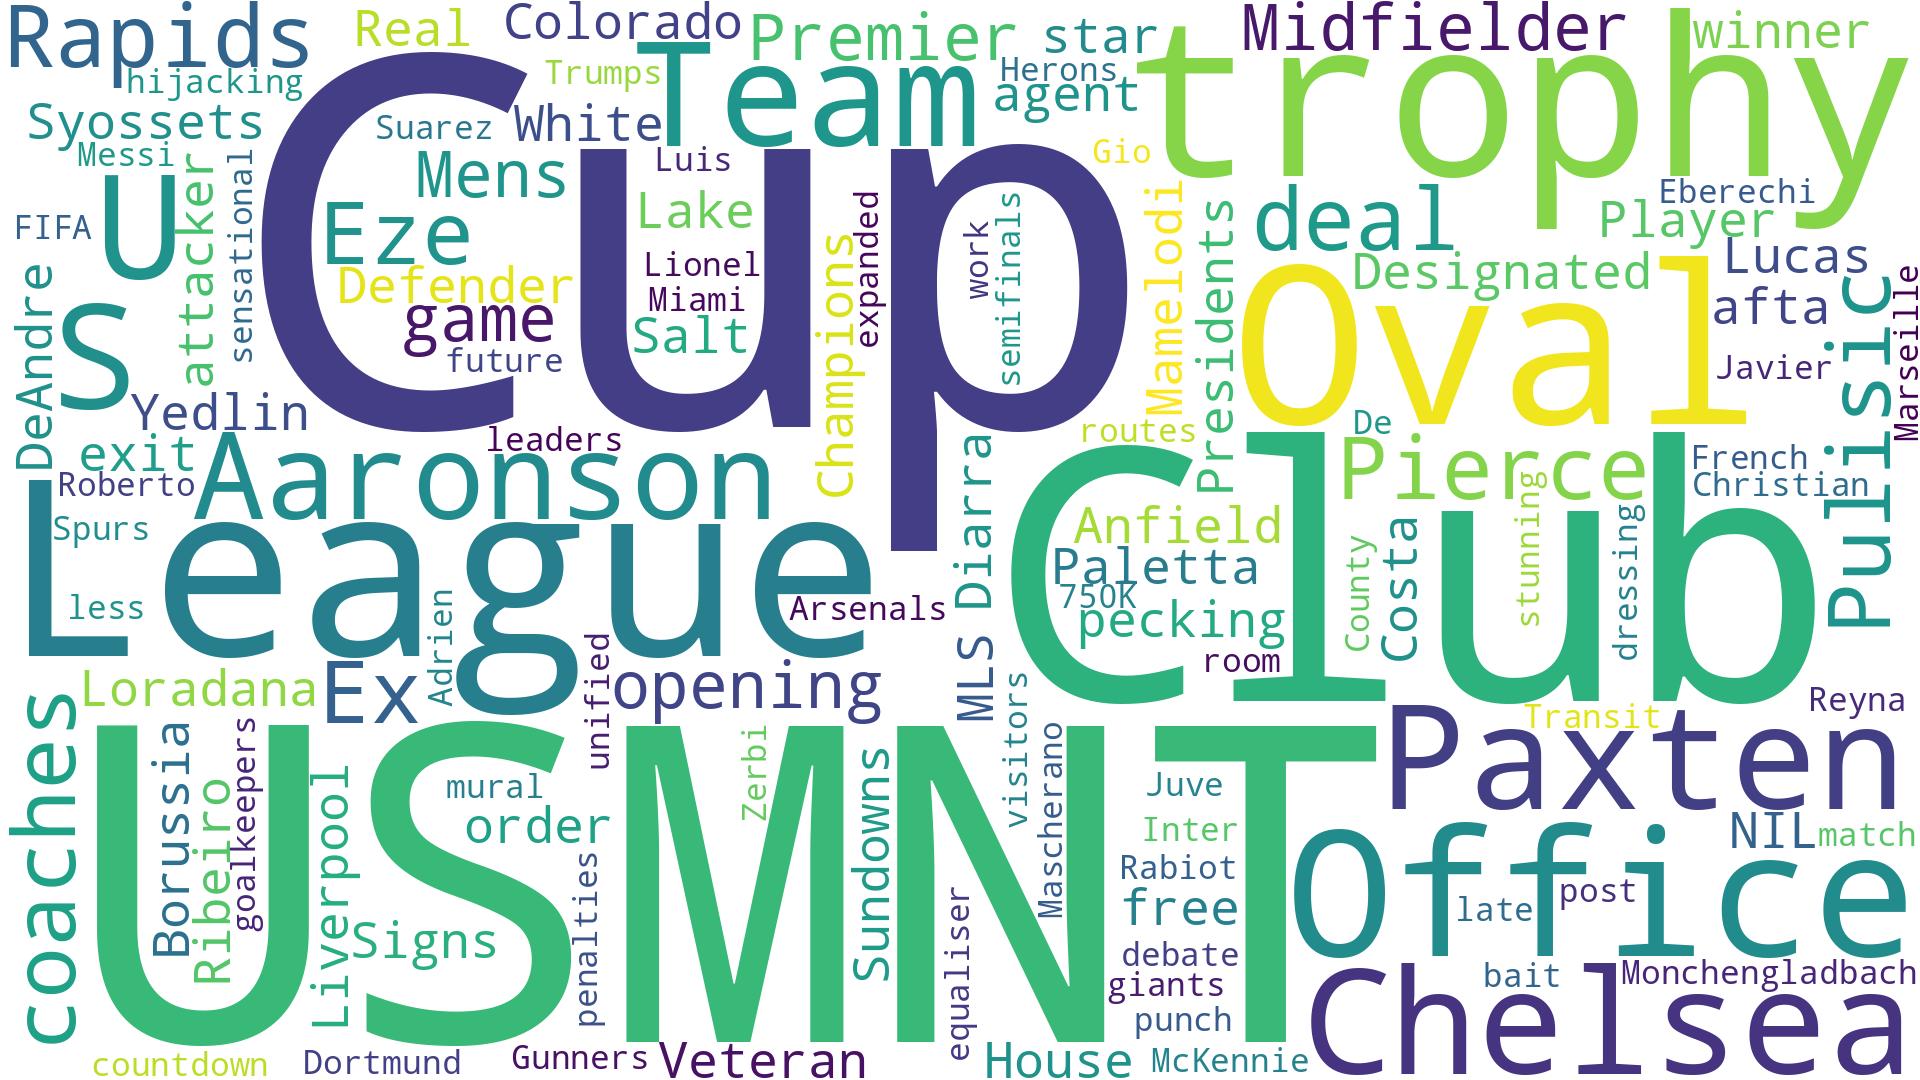 Rapids
Real
Colorado
Premier
star
Midfielder
winner
hijacking
Trumps
Team
Herons
agent
trophy
Syossets
Suarez
White
Messi
Cup
Mens
Luis
Gio
U
attacker
sensational
Eze
Lake
expanded
work
semifinals
Mamelodi
Presidents
deal
Eberechi
Player
FIFA
Defender
Lionel
Champions
Oval
Designated
Lucas
game
Miami
afta
Pulisic
Marseille
S
DeAndre
future
Salt
Javier
Yedlin
leaders
routes
De
exit
Aaronson
Diarra
Club
Pierce
French
Roberto
Christian
League
Spurs
Anfield
stunning
dressing
Costa
County
Paletta
less
Adrien
Arsenals
750K
pecking
room
MLS
Loradana
Ex
unified
opening
visitors
Reyna
Transit
Paxten
coaches
USMNT
Borussia
Ribeiro
goalkeepers
Liverpool
mural
Zerbi
Sundowns
Mascherano
Juve
order
Inter
Office
NIL
match
penalties
Rabiot
equaliser
free
late
post
Signs
debate
giants
bait
Monchengladbach
punch
Chelsea
countdown
Dortmund
Gunners
Veteran
House
McKennie